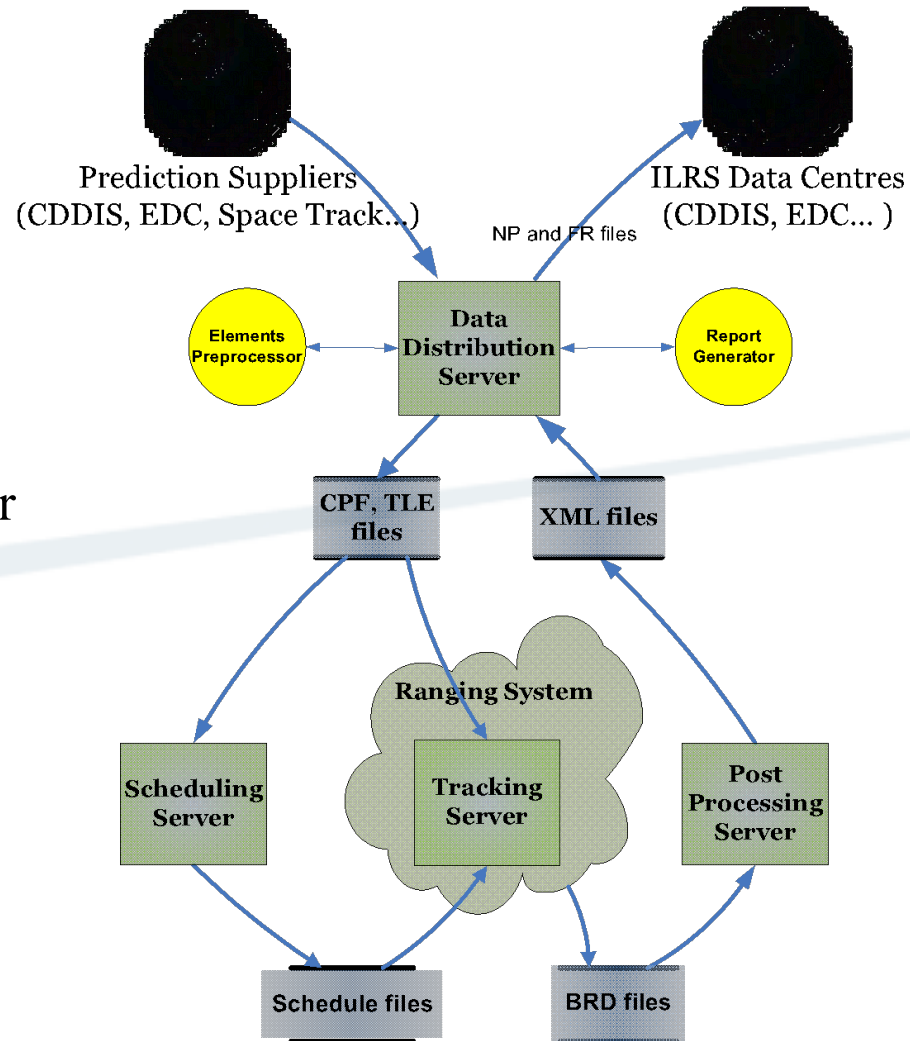 Prediction Suppliers
(CDDIS, EDC, Space Track...)
ILRS Data Centres
(CDDIS, EDC... )
NP and FR files
Elements
Preprocessor
Data
Distribution
Server
Report
Generator
r
CPF, TLE
files
XML files
Ranging System
Scheduling
Server
Tracking
Server
Post
Processing
Server
Schedule files
BRD files